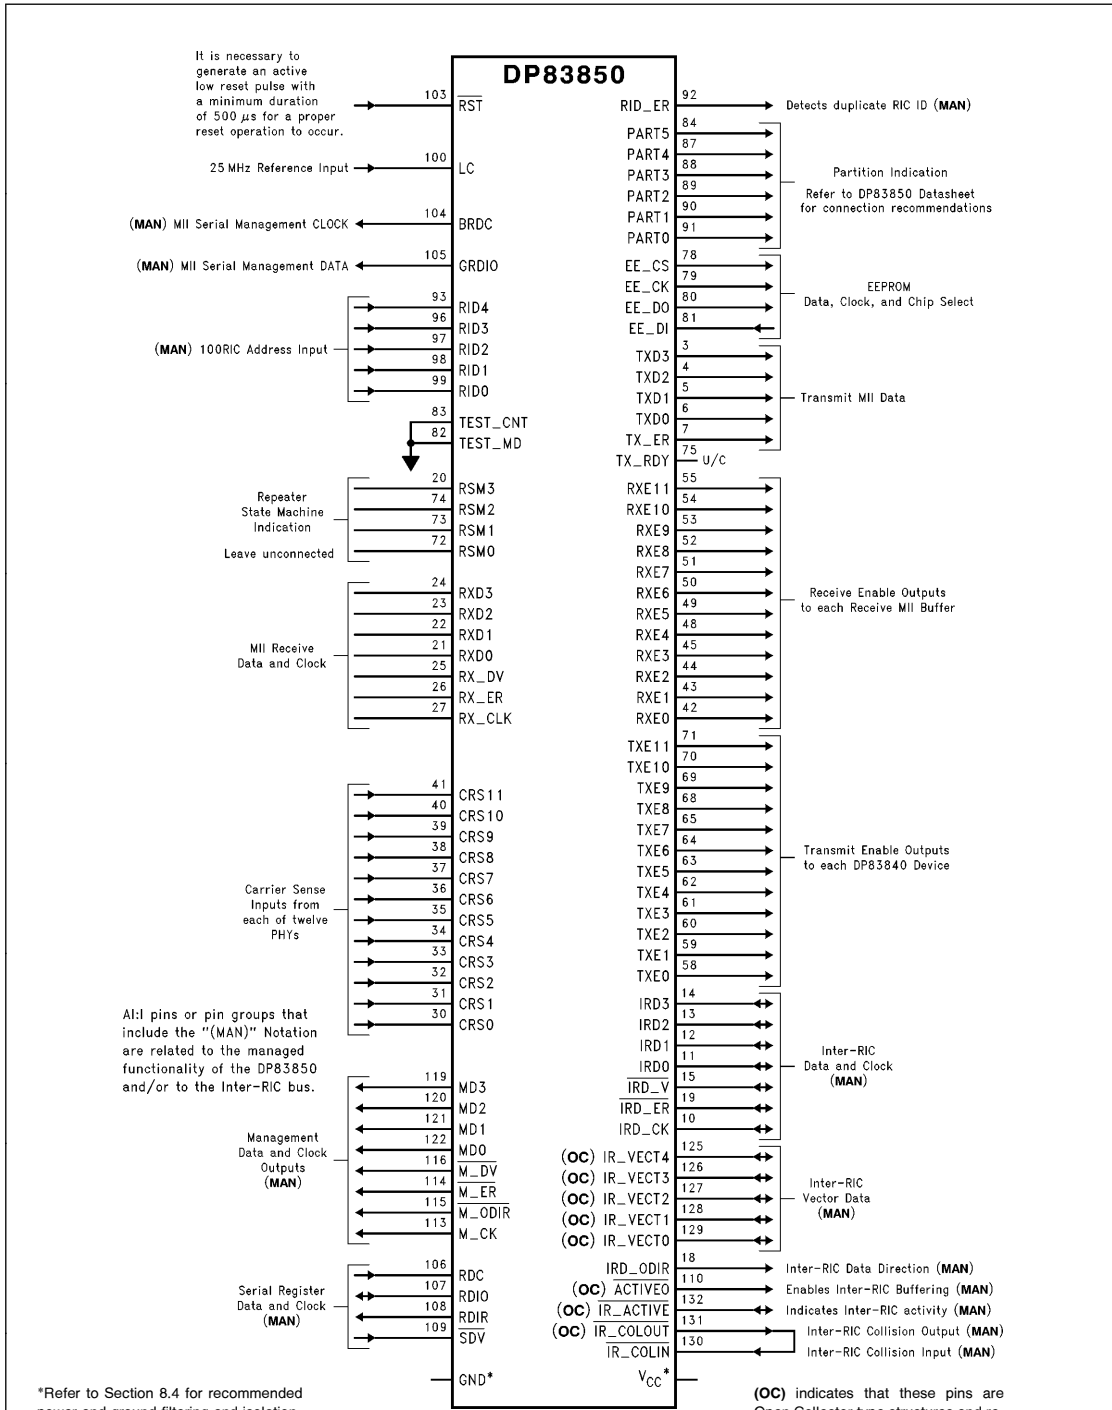 DP83850
It is necessary to
generate an active
low reset pulse with
a minimum duration
of 500 μs for a proper
reset operation to occur.
103
RST
25 MHz Reference Input
100
LC
(MAN) MII Serial Management CLOCK
104
BRDC
(MAN) MII Serial Management DATA
105
GRDIO
(MAN) 100RIC Address Input
93
RID4
96
RID3
97
RID2
98
RID1
99
RID0
83
TEST_CNT
82
TEST_MD
Repeater
State Machine
Indication
Leave unconnected
20
RSM3
74
RSM2
73
RSM1
72
RSM0
MII Receive
Data and Clock
24
RXD3
23
RXD2
22
RXD1
21
RXD0
25
RX_DV
26
RX_ER
27
RX_CLK
Carrier Sense
Inputs from
each of twelve
PHYs
41
CRS11
40
CRS10
39
CRS9
38
CRS8
37
CRS7
36
CRS6
35
CRS5
34
CRS4
33
CRS3
32
CRS2
31
CRS1
30
CRS0
Al:l pins or pin groups that
include the "(MAN)" Notation
are related to the managed
functionality of the DP83850
and/or to the Inter-RIC bus.
Management
Data and Clock
Outputs
(MAN)
119
MD3
120
MD2
121
MD1
122
MD0
116
M_DV
114
M_ER
115
M_ODIR
113
M_CK
Serial Register
Data and Clock
(MAN)
106
RDC
107
RDIO
108
RDIR
109
SDV
GND*
*Refer to Section 8.4 for recommended
power and ground filtering and isolation
RID_ER
92
Detects duplicate RIC ID (MAN)
PART5
84
PART4
87
PART3
88
PART2
89
PART1
90
PART0
91
Partition Indication
Refer to DP83850 Datasheet
for connection recommendations
EE_CS
78
EE_CK
79
EE_DO
80
EE_DI
81
EEPROM
Data, Clock, and Chip Select
TXD3
3
TXD2
4
TXD1
5
TXD0
6
TX_ER
7
Transmit MII Data
TX_RDY
75
U/C
RXE11
55
RXE10
54
RXE9
53
RXE8
52
RXE7
51
RXE6
50
RXE5
49
RXE4
48
RXE3
45
RXE2
44
RXE1
43
RXE0
42
Receive Enable Outputs
to each Receive MII Buffer
TXE11
71
TXE10
70
TXE9
69
TXE8
68
TXE7
65
TXE6
64
TXE5
63
TXE4
62
TXE3
61
TXE2
60
TXE1
59
TXE0
58
Transmit Enable Outputs
to each DP83840 Device
IRD3
14
IRD2
13
IRD1
12
IRD0
11
IRD_V
15
IRD_ER
19
IRD_CK
10
Inter-RIC
Data and Clock
(MAN)
(OC) IR_VECT4
125
(OC) IR_VECT3
126
(OC) IR_VECT2
127
(OC) IR_VECT1
128
(OC) IR_VECT0
129
Inter-RIC
Vector Data
(MAN)
IRD_ODIR
18
Inter-RIC Data Direction (MAN)
(OC) ACTIVEO
110
Enables Inter-RIC Buffering (MAN)
(OC) IR_ACTIVE
132
Indicates Inter-RIC activity (MAN)
(OC) IR_COLOUT
131
Inter-RIC Collision Output (MAN)
IR_COLIN
130
Inter-RIC Collision Input (MAN)
VCC*
(OC) indicates that these pins are
Open Collector type structures and re-